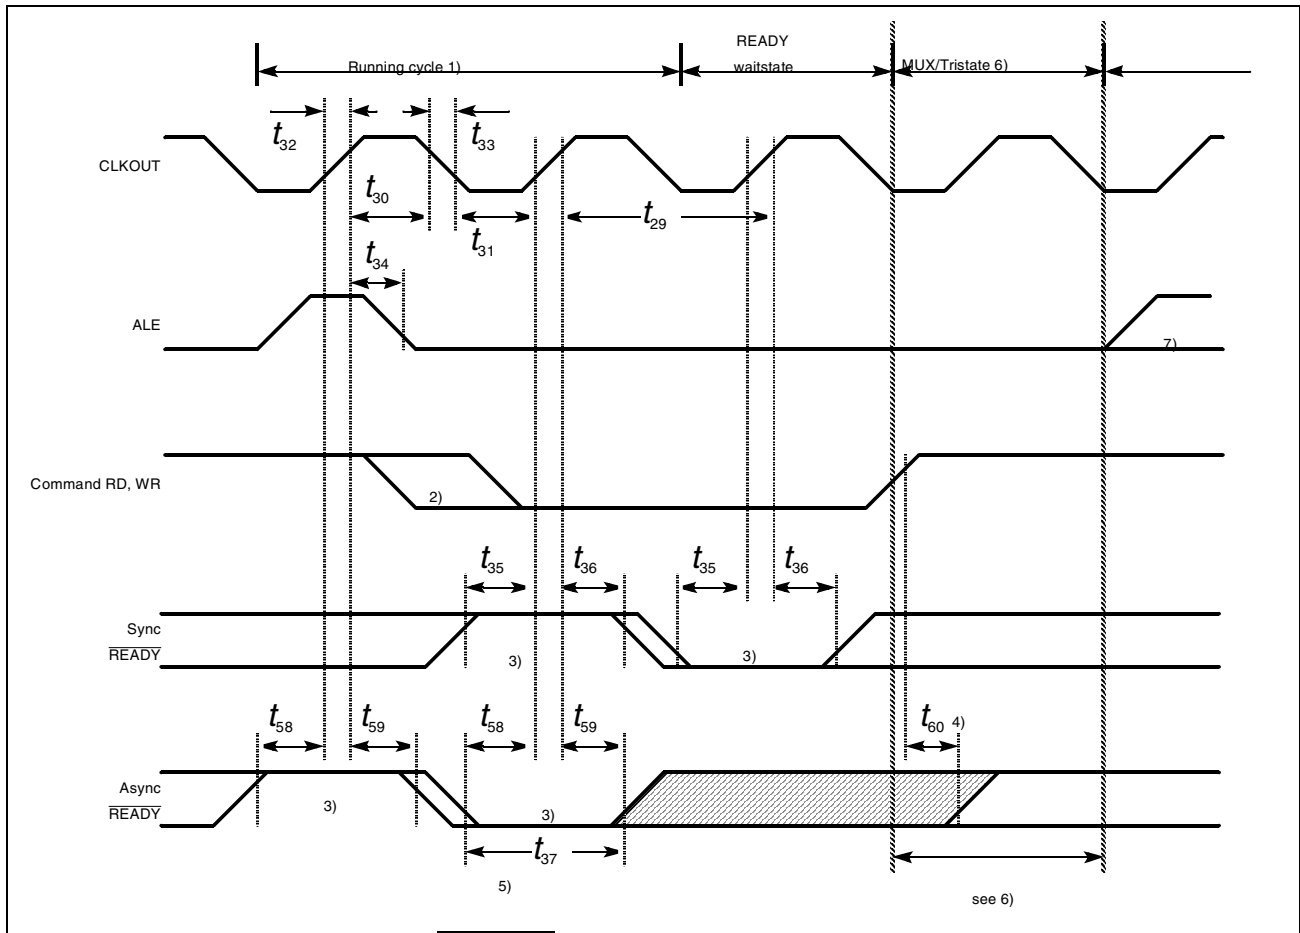 READY
Running cycle 1)
waitstate
MUX/Tristate 6)
t32
t33
CLKOUT
t30
t29
t31
t34
ALE
7)
Command RD, WR
2)
t35
t36
t35
t36
Sync
READY
3)
3)
t58
t59
t58
t59
t60 4)
Async
READY
3)
3)
t37
5)
see 6)